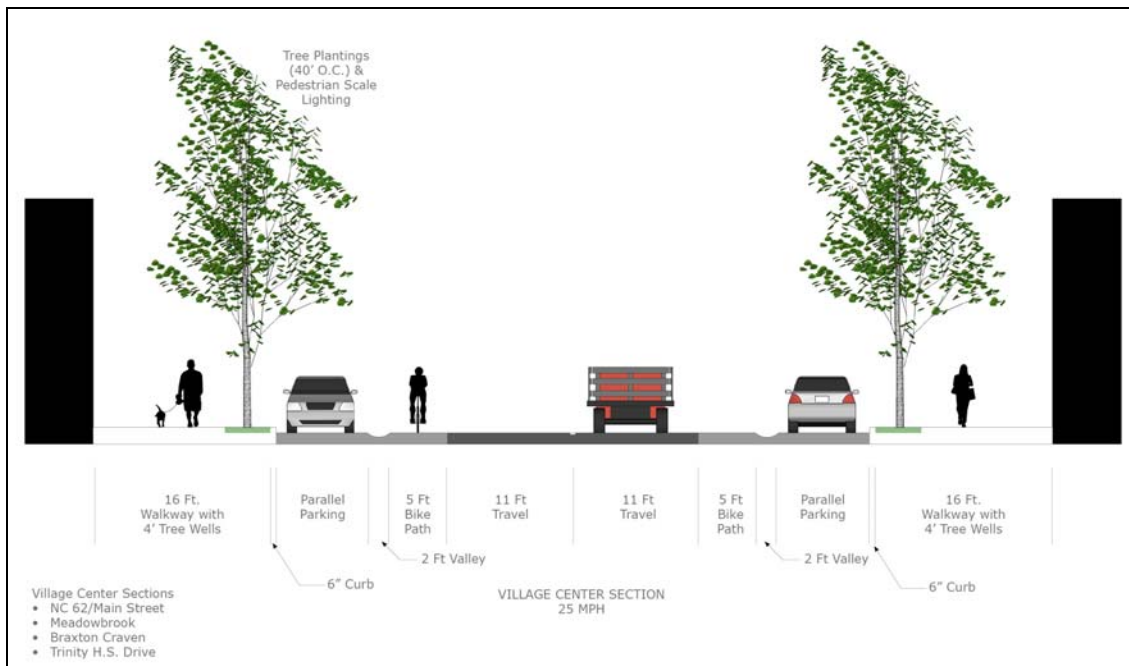 Tree Plantings
(40' O.C.) &
Pedestrian Scale
Lighting
16 Ft.
Walkway with
4' Tree Wells
Parallel
Parking
5 Ft
Bike
Path
11 Ft
Travel
11 Ft
Travel
5 Ft
Bike
Path
Parallel
Parking
16 Ft.
Walkway with
4' Tree Wells
2 Ft Valley
2 Ft Valley
6" Curb
6" Curb
VILLAGE CENTER SECTION
25 MPH
Village Center Sections
• NC 62/Main Street
• Meadowbrook
• Braxton Craven
• Trinity H.S. Drive